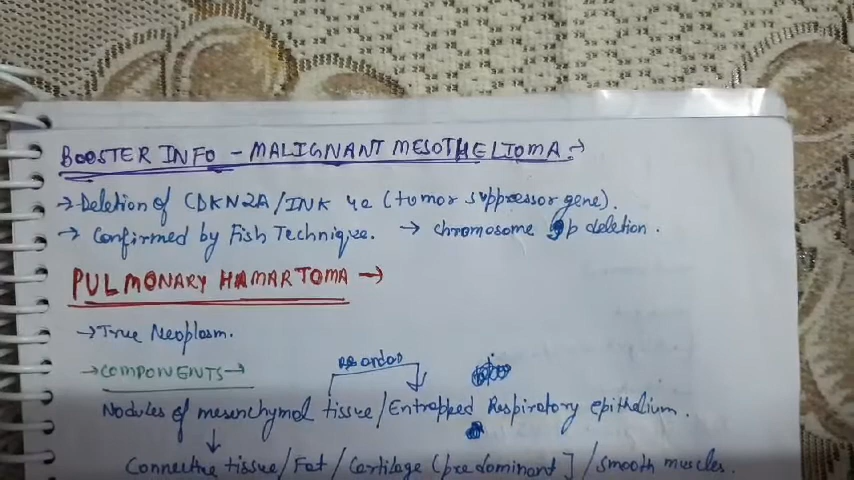 BOOSTER INFO - MALIGNANT MESOTHELIOMA :→
→ Deletion of CDKN2A/INK 4a (tumor suppressor gene).
→ Confirmed by Fish Technique. → chromosome 9p deletion.
PULMONARY HAMARTOMA →
→ True Neoplasm.
→ COMPONENTS →
Nodules of mesenchymal tissue/Entrapped Respiratory epithelium.
↓
Connective tissue/Fat/Cartilage (predominant]/smooth muscles.